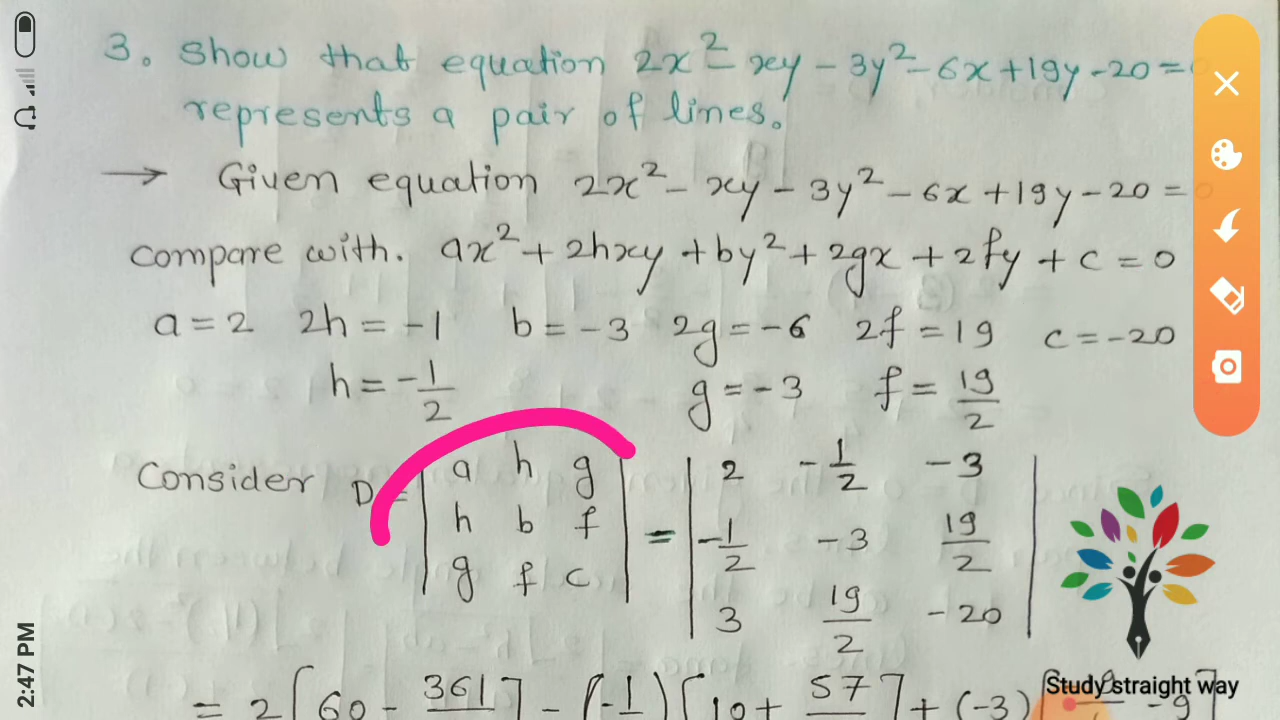 3. Show that equation 2x² - xy - 3y² - 6x + 19y - 20 =
represents a pair of lines.
→ Given equation 2x² - xy - 3y² - 6x + 19y - 20 =
compare with. ax² + 2hxy + by² + 2gx + 2fy + c = 0
a = 2 2h = -1 b = -3 2g = -6 2f = 19 c = -20
h = -1/2 g = -3 f = 19/2
Consider D = | a h g | = | 2 -1/2 -3 |
| h b f | | -1/2 -3 19/2 |
| g f c | | 3 19/2 -20 |
= 2 [ 60 - 361 ] - (-1 ) [ 10 + 57 ] + (-3) [ -9 ]
Study straight way
2:47 PM